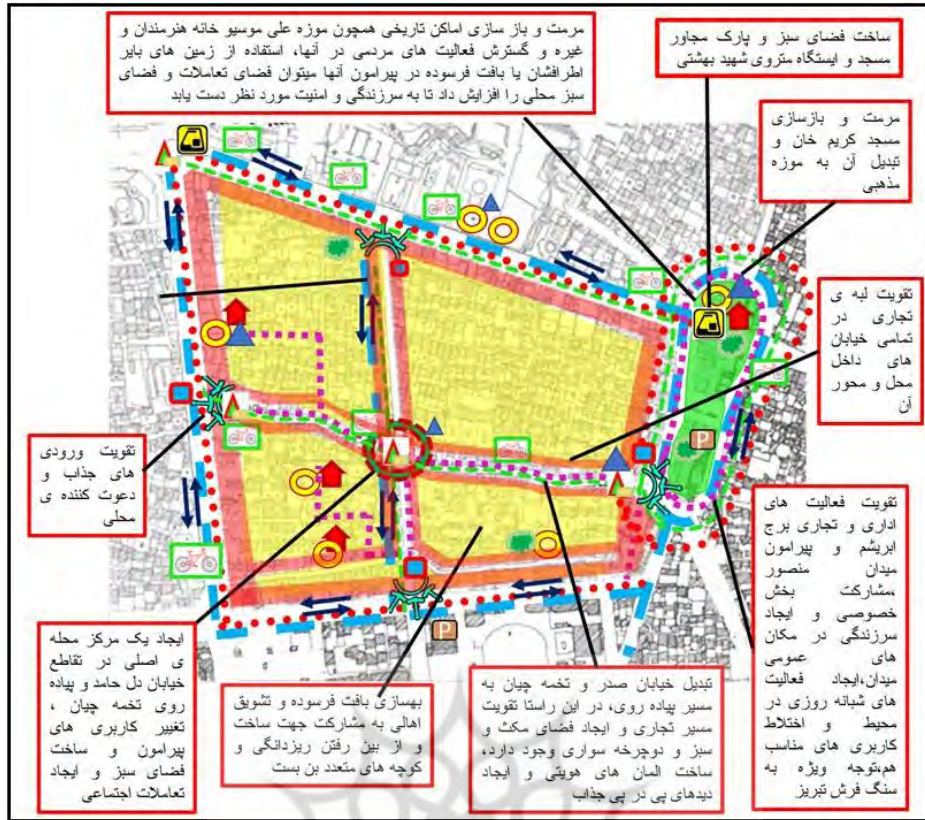 مرمت و باز سازی اماکن تاریخی همچون موزه علی موسیو خانه هنرمندان و
غیره و گسترش فعالیت های مردمی در آنها، استفاده از زمین های بایر
اطرافشان یا بافت فرسوده در پیرامون آنها میتوان فضای تعاملات و فضای
سبز محلی را افزایش داد تا به سرزندگی و امنیت مورد نظر دست یابد
ساخت فضای سبز و پارک مجاور
مسجد و ایستگاه متروی شهید بهشتی
مرمت و بازسازی
مسجد کریم خان و
تبدیل آن به موزه
مذهبی
تقویت لبه ی
تجاری در
تمامی خیابان
های داخل
محل و محور
آن
تقویت ورودی
های جذاب و
دعوت کننده ی
محلی
P
تقویت فعالیت های
اداری و تجاری برج
ابریشم و پیرامون
میدان منصور
،مشارکت بخش
خصوصی و ایجاد
سرزندگی در مکان
های عمومی
میدان،ایجاد فعالیت
های شبانه روزی در
محیط و اختلاط
کاربری های مناسب
هم،توجه ویژه به
سنگ فرش تبریز
P
ایجاد یک مرکز محله
ی اصلی در تقاطع
خیابان دل حامد و پیاده
روی تخمه چیان ،
تغییر کاربری های
پیرامون و ساخت
فضای سبز و ایجاد
تعاملات اجتماعی
بهسازی بافت فرسوده و تشویق
اهالی به مشارکت جهت ساخت
و از بین رفتن ریزدانگی و
کوچه های متعدد بن بست
تبدیل خیابان صدر و تخمه چیان به
مسیر پیاده روی، در این راستا تقویت
مسیر تجاری و ایجاد فضای مکث و
سبز و دوچرخه سواری وجود دارد،
ساخت المان های هویتی و ایجاد
دیدهای پی در پی جذاب